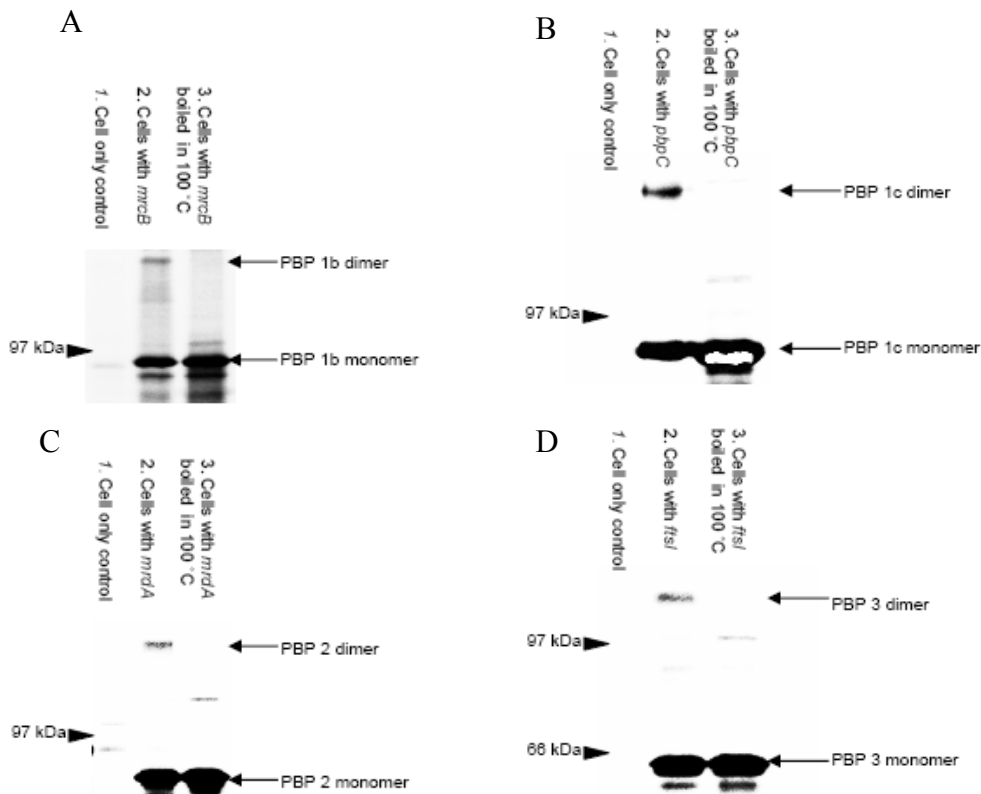 A
1. Cell only control
2. Cells with mrcB
3. Cells with mrcB
boiled in 100 °C
PBP 1b dimer
97 kDa
PBP 1b monomer
B
1. Cell only control
2. Cells with pbpC
3. Cells with pbpC
boiled in 100 °C
PBP 1c dimer
97 kDa
PBP 1c monomer
C
1. Cell only control
2. Cells with mrdA
3. Cells with mrdA
boiled in 100 °C
PBP 2 dimer
97 kDa
PBP 2 monomer
D
1. Cell only control
2. Cells with ftsI
3. Cells with ftsI
boiled in 100 °C
PBP 3 dimer
97 kDa
66 kDa
PBP 3 monomer